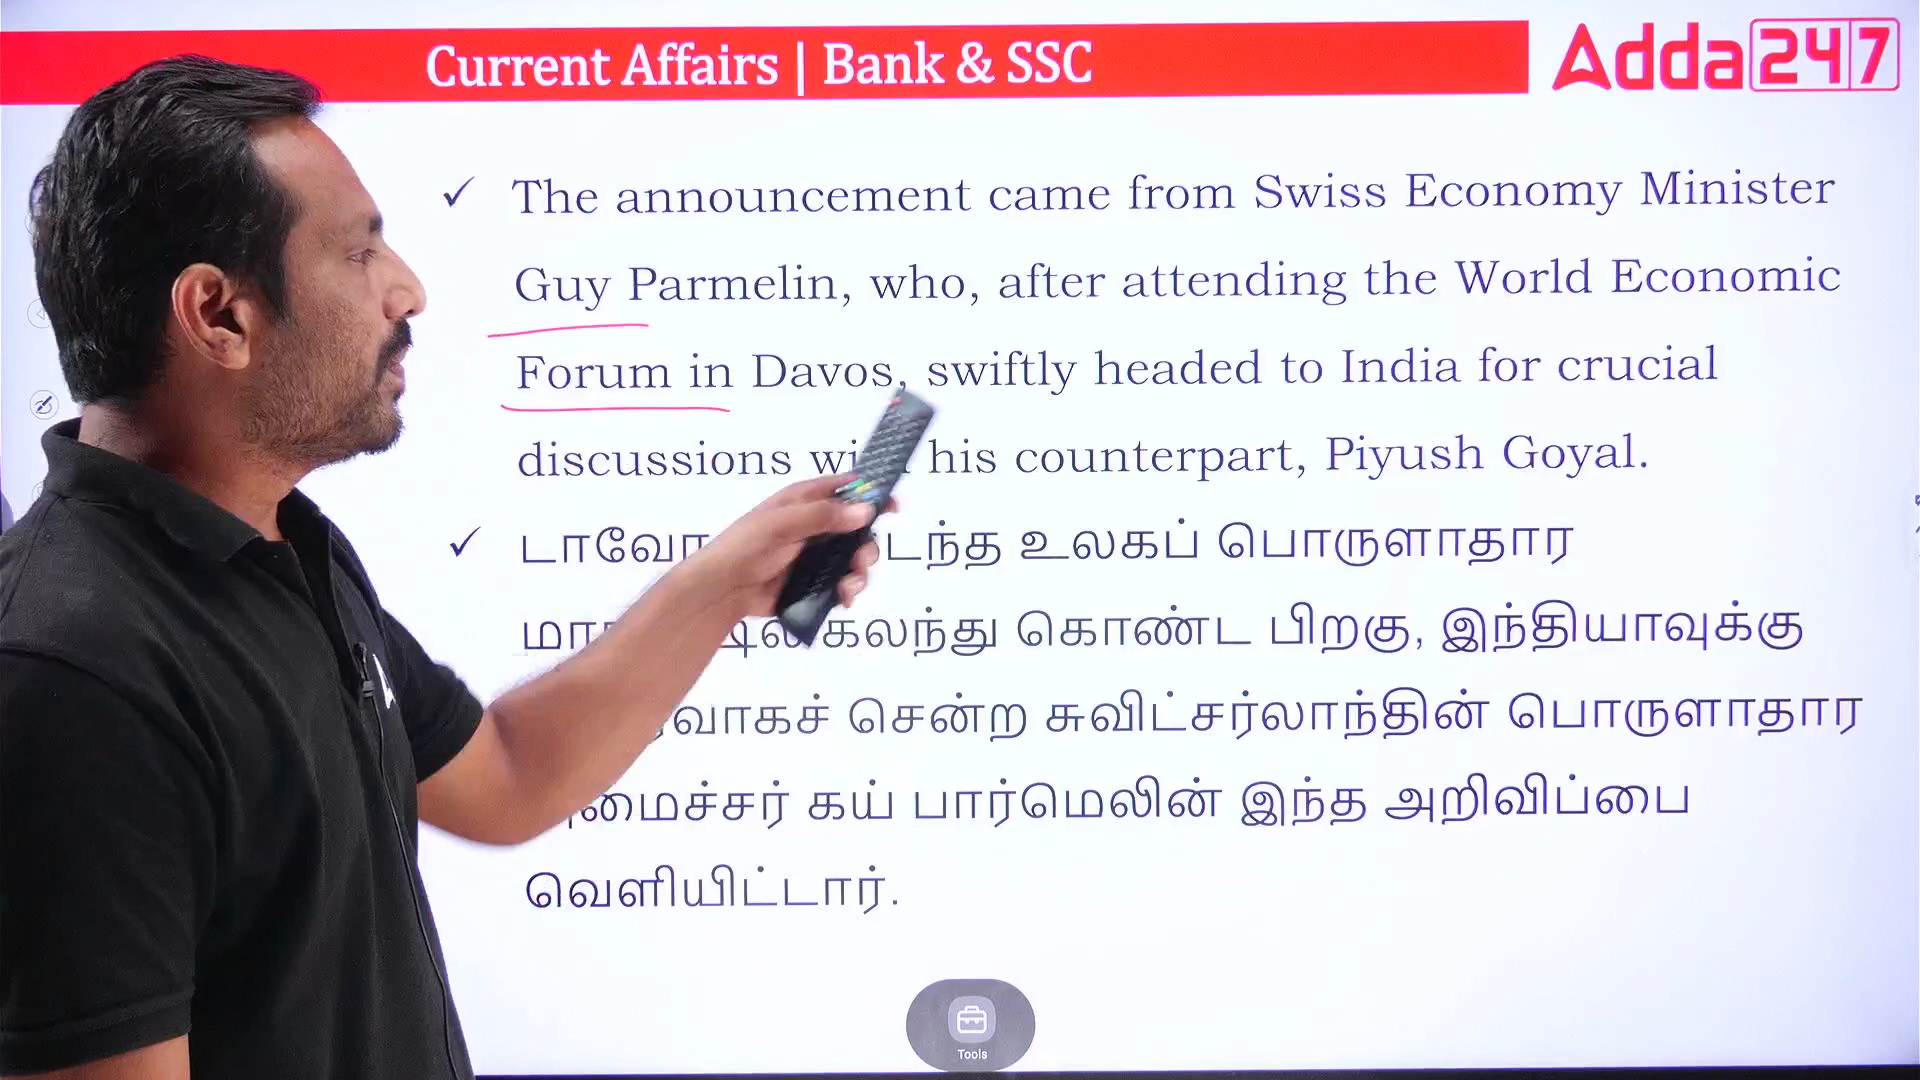 Current Affairs | Bank & SSC
Adda247
The announcement came from Swiss Economy Minister
Guy Parmelin, who, after attending the World Economic
Forum in Davos, swiftly headed to India for crucial
discussions his counterpart, Piyush Goyal.
உலகப் பொருளாதார
கலந்து கொண்ட பிறகு, இந்தியாவுக்கு
சென்ற சுவிட்சர்லாந்தின் பொருளாதார
கய் பார்மெலின் இந்த அறிவிப்பை
வெளியிட்டார்.
Tools